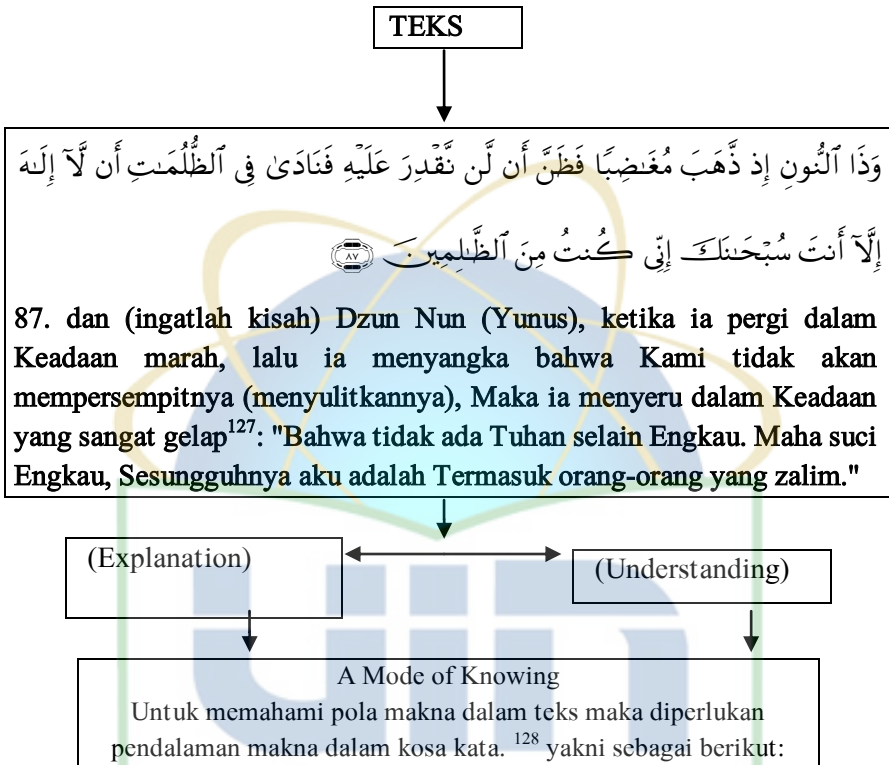 TEKS
وَذَا ٱلنُّونِ إِذ ذَّهَبَ مُغَـٰضِبًا فَظَنَّ أَن لَّن نَّقْدِرَ عَلَيْهِ فَنَادَىٰ فِى ٱلظُّلُمَـٰتِ أَن لَّآ إِلَـٰهَ
إِلَّآ أَنتَ سُبْحَـٰنَكَ إِنِّى كُنتُ مِنَ ٱلظَّـٰلِمِينَ ﴿٨٧﴾
87. dan (ingatlah kisah) Dzun Nun (Yunus), ketika ia pergi dalam
Keadaan marah, lalu ia menyangka bahwa Kami tidak akan
mempersempitnya (menyulitkannya), Maka ia menyeru dalam Keadaan
yang sangat gelap127: "Bahwa tidak ada Tuhan selain Engkau. Maha suci
Engkau, Sesungguhnya aku adalah Termasuk orang-orang yang zalim."
(Explanation)
(Understanding)
A Mode of Knowing
Untuk memahami pola makna dalam teks maka diperlukan
pendalaman makna dalam kosa kata. 128 yakni sebagai berikut:
uin